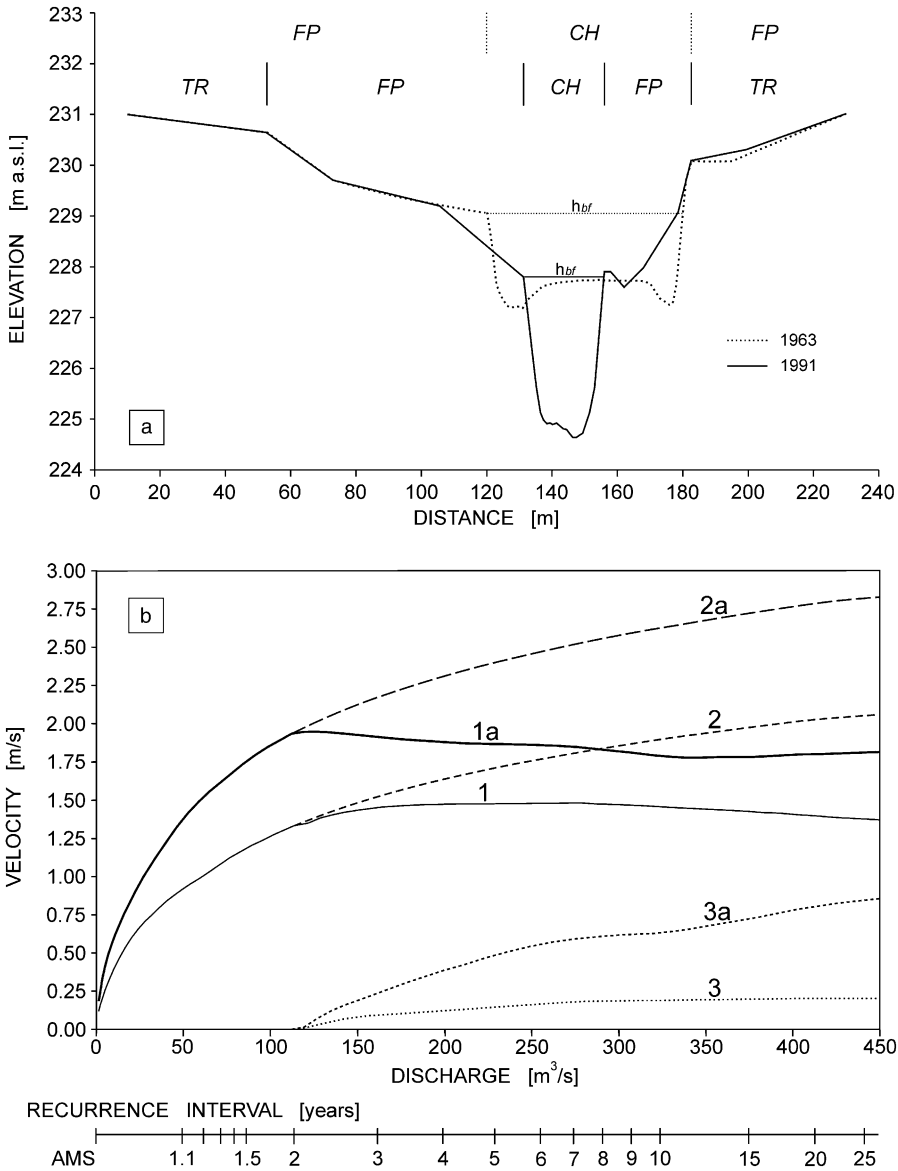 233
232
231
230
229
228
227
226
225
224
ELEVATION [m a.s.l.]
FP CH FP
TR FP CH FP TR
hbf
hbf
1963
1991
a
0 20 40 60 80 100 120 140 160 180 200 220 240
DISTANCE [m]
3.00
2.75
2.50
2.25
2.00
1.75
1.50
1.25
1.00
0.75
0.50
0.25
0.00
VELOCITY [m/s]
b
2a
2
1a
1
3a
3
0 50 100 150 200 250 300 350 400 450
DISCHARGE [m³/s]
RECURRENCE INTERVAL [years]
AMS 1.1 1.5 2 3 4 5 6 7 8 9 10 15 20 25